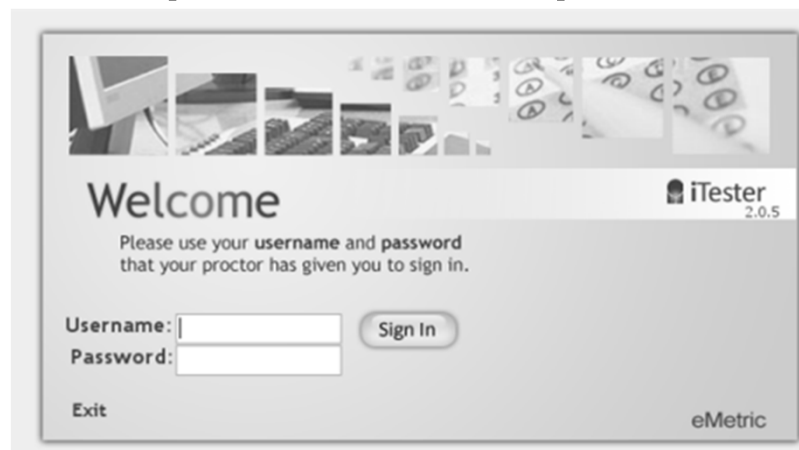 Welcome
iTester
2.0.5
Please use your username and password
that your proctor has given you to sign in.
Username:
Sign In
Password:
Exit
eMetric